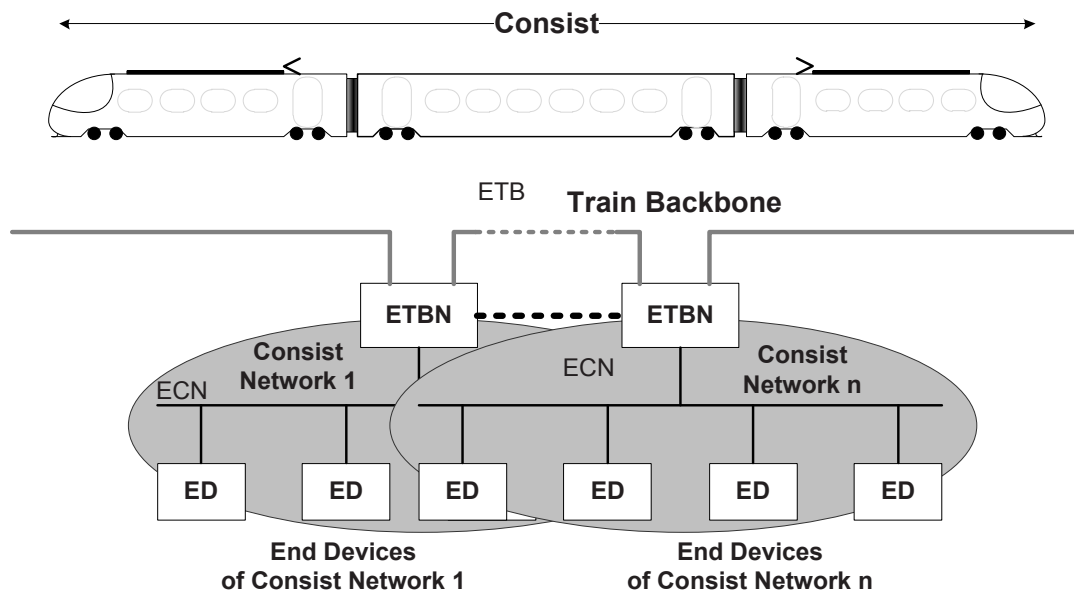 Consist
ETB
Train Backbone
ETBN
ETBN
Consist
Network 1
ECN
ECN
Consist
Network n
ED
ED
ED
ED
ED
ED
End Devices
of Consist Network 1
End Devices
of Consist Network n